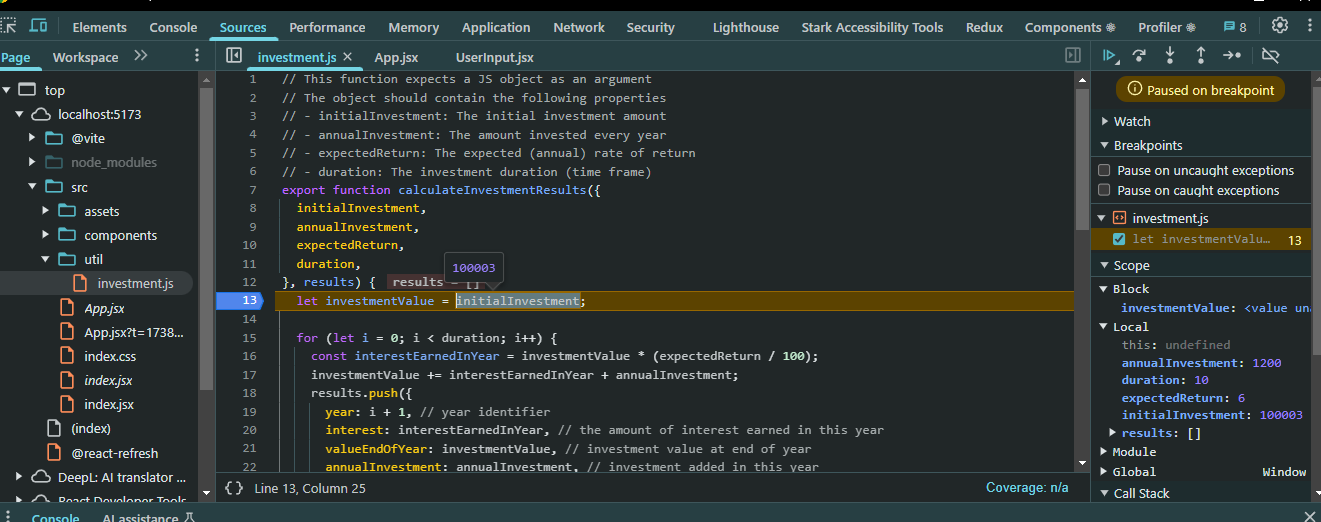 Elements Console Sources Performance Memory Application Network Security Lighthouse Stark Accessibility Tools Redux Components Profiler 8
Page Workspace investment.js App.jsx UserInput.jsx
top
localhost:5173
@vite
node_modules
src
assets
components
util
investment.js
App.jsx
App.jsx?t=1738...
index.css
index.jsx
index.jsx
(index)
@react-refresh
DeepL: AI translator ...
React Developer Tools
1 // This function expects a JS object as an argument
2 // The object should contain the following properties
3 // - initialInvestment: The initial investment amount
4 // - annualInvestment: The amount invested every year
5 // - expectedReturn: The expected (annual) rate of return
6 // - duration: The investment duration (time frame)
7 export function calculateInvestmentResults({
8 initialInvestment,
9 annualInvestment,
10 expectedReturn,
11 duration,
100003
12 }, results) { results = []
13 let investmentValue = initialInvestment;
14
15 for (let i = 0; i < duration; i++) {
16 const interestEarnedInYear = investmentValue * (expectedReturn / 100);
17 investmentValue += interestEarnedInYear + annualInvestment;
18 results.push({
19 year: i + 1, // year identifier
20 interest: interestEarnedInYear, // the amount of interest earned in this year
21 valueEndOfYear: investmentValue, // investment value at end of year
22 annualInvestment: annualInvestment, // investment added in this year
{ } Line 13, Column 25 Coverage: n/a
Paused on breakpoint
Watch
Breakpoints
Pause on uncaught exceptions
Pause on caught exceptions
investment.js
let investmentValu... 13
Scope
Block
investmentValue: <value una
Local
this: undefined
annualInvestment: 1200
duration: 10
expectedReturn: 6
initialInvestment: 100003
results: []
Module
Global Window
Call Stack
Console AI assistance